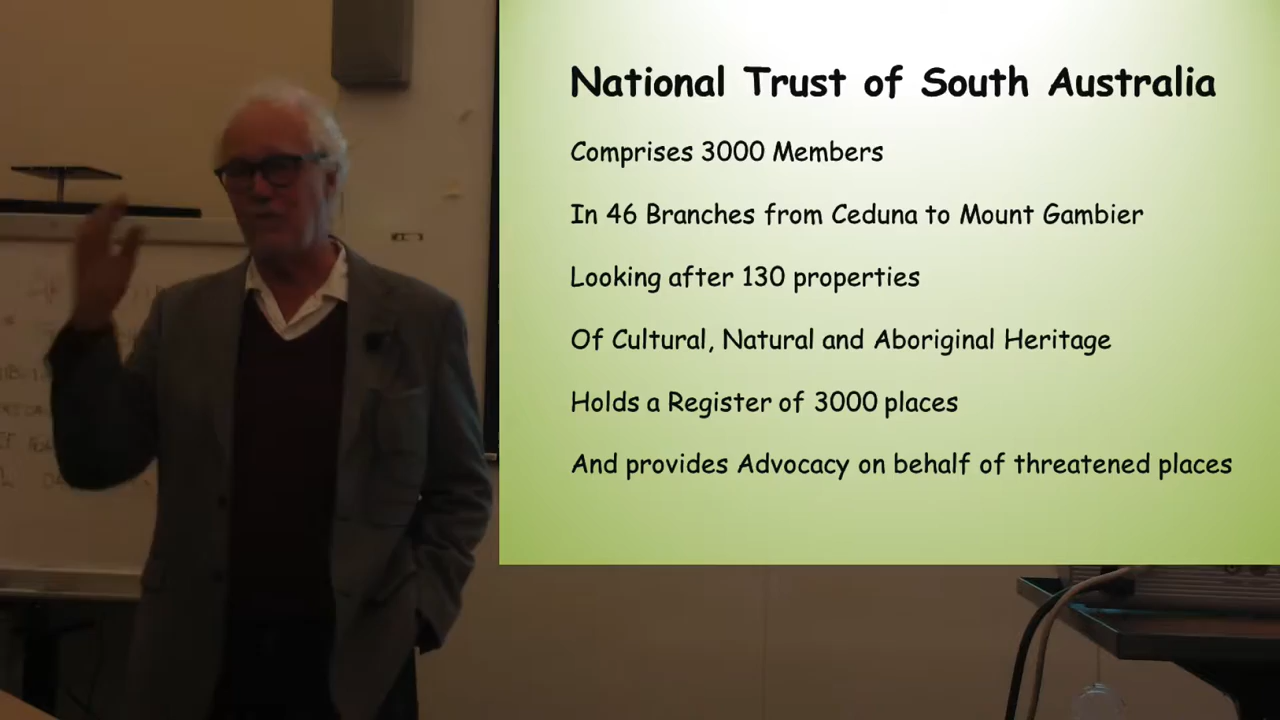 National Trust of South Australia
Comprises 3000 Members
In 46 Branches from Ceduna to Mount Gambier
Looking after 130 properties
Of Cultural, Natural and Aboriginal Heritage
Holds a Register of 3000 places
And provides Advocacy on behalf of threatened places